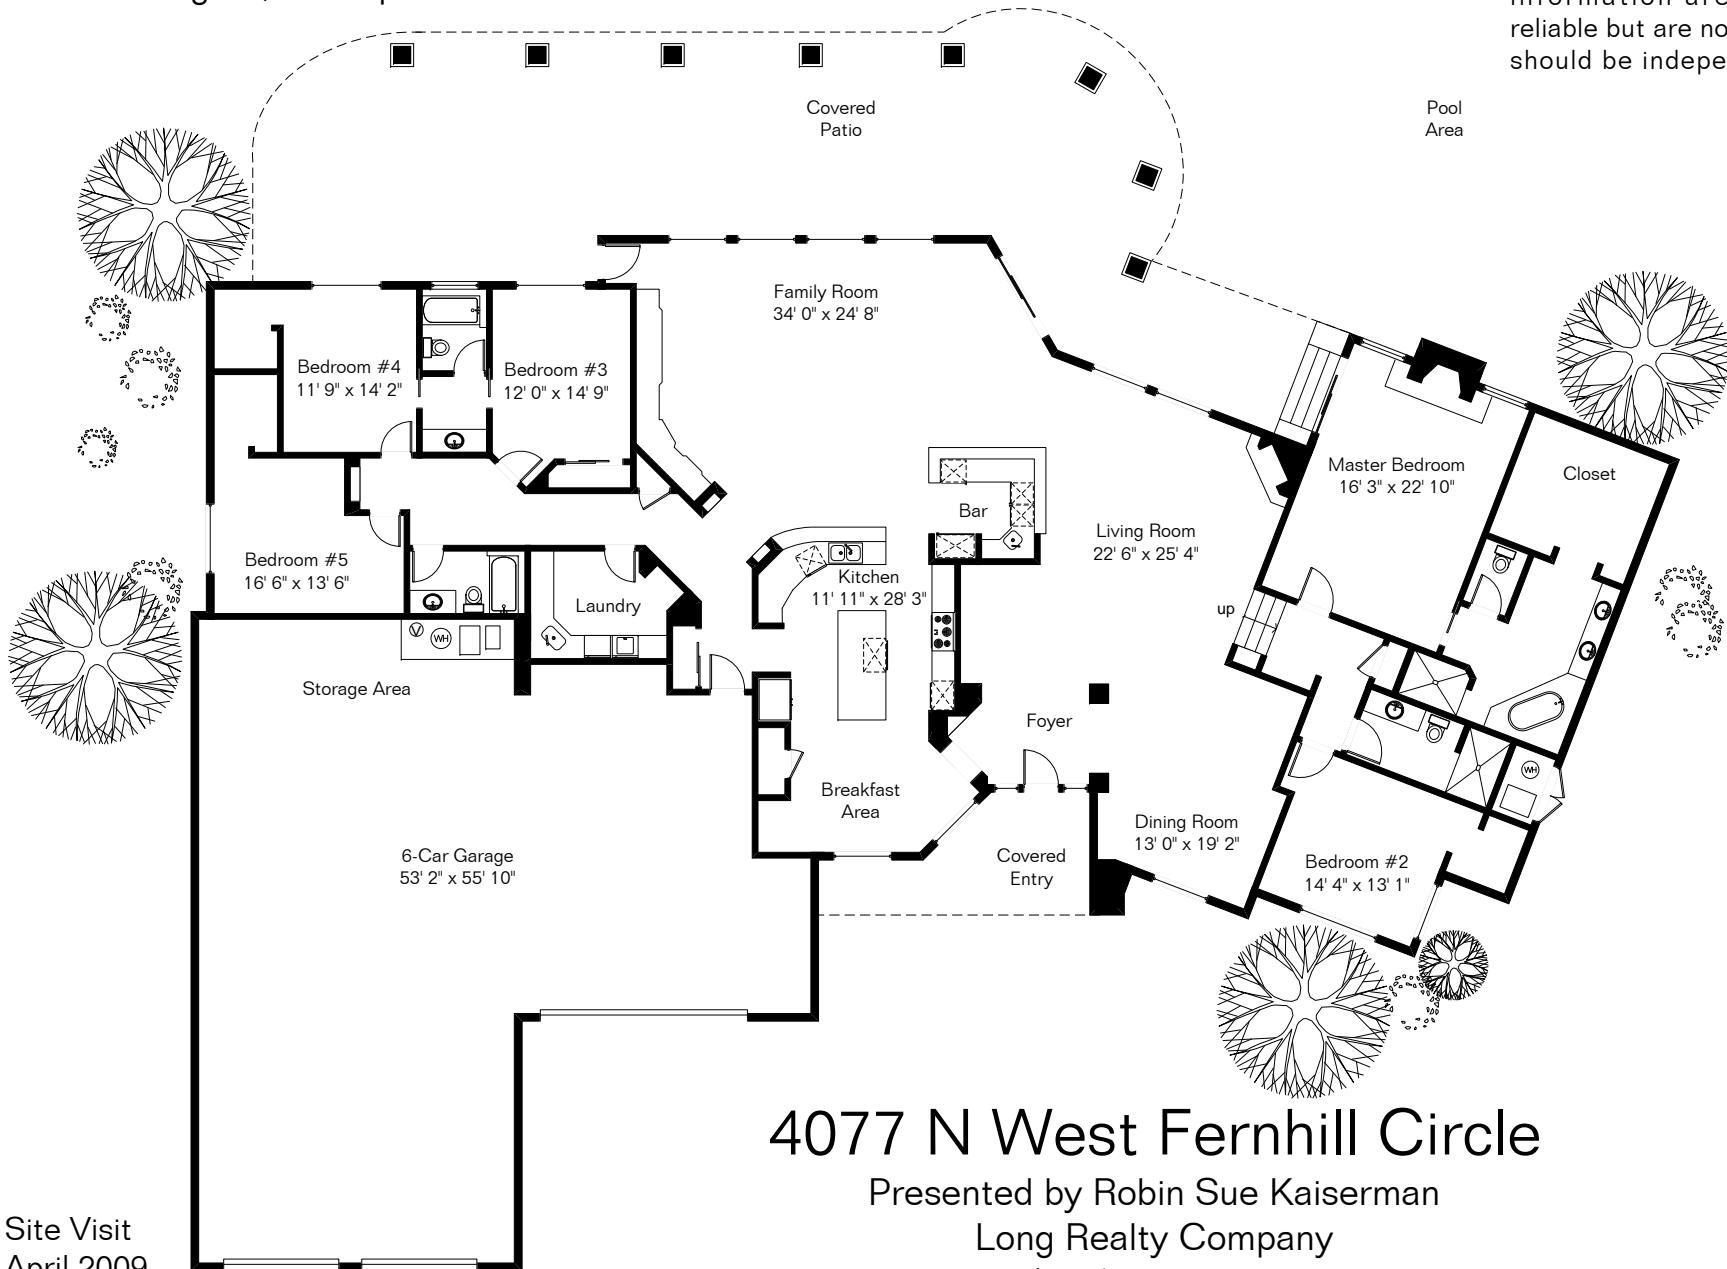 reliable but are no
should be indepe
Covered
Patio
Pool
Area
Family Room
34' 0" x 24' 8"
Bedroom #4
11' 9" x 14' 2"
Bedroom #3
12' 0" x 14' 9"
Master Bedroom
16' 3" x 22' 10"
Closet
Bar
Living Room
22' 6" x 25' 4"
Bedroom #5
16' 6" x 13' 6"
Kitchen
11' 11" x 28' 3"
Laundry
up
V
WH
Storage Area
Foyer
WH
Breakfast
Area
Dining Room
13' 0" x 19' 2"
6-Car Garage
53' 2" x 55' 10"
Covered
Entry
Bedroom #2
14' 4" x 13' 1"
4077 N West Fernhill Circle
Presented by Robin Sue Kaiserman
Long Realty Company
Site Visit
April 2009